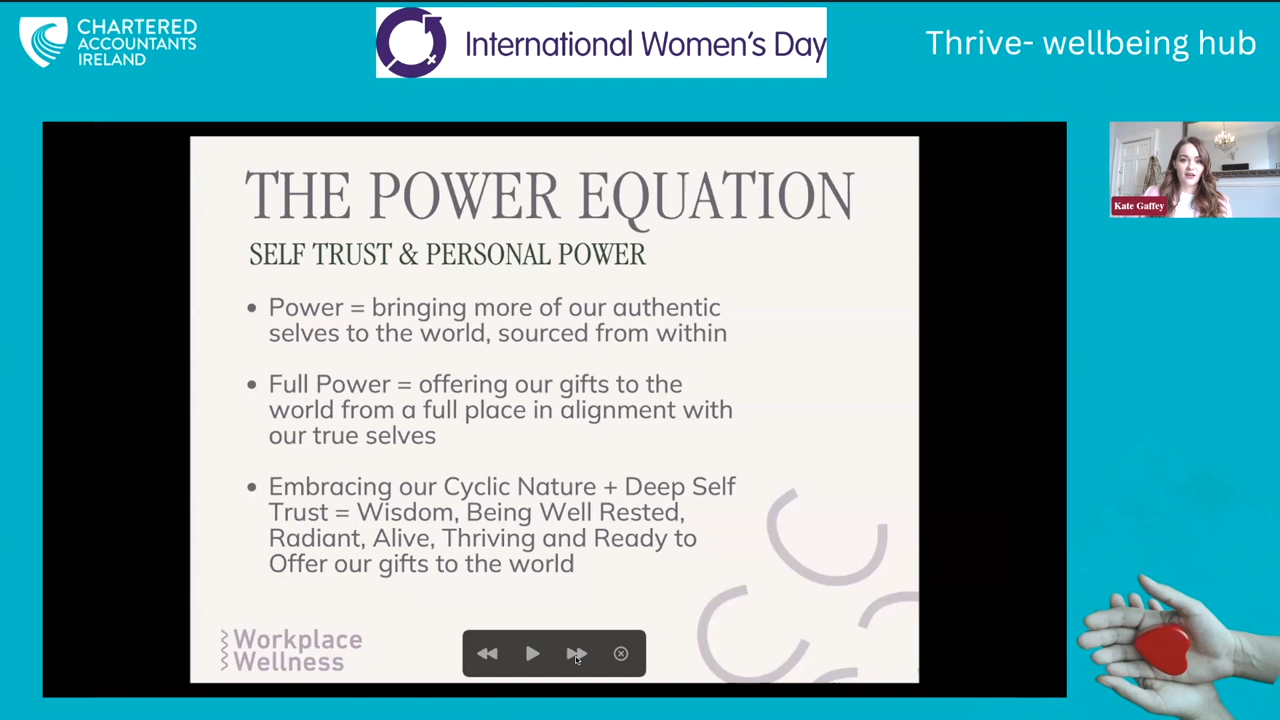 CHARTERED
ACCOUNTANTS
IRELAND
International Women's Day
Thrive- wellbeing hub
THE POWER EQUATION
SELF TRUST & PERSONAL POWER
• Power = bringing more of our authentic
selves to the world, sourced from within
• Full Power = offering our gifts to the
world from a full place in alignment with
our true selves
• Embracing our Cyclic Nature + Deep Self
Trust = Wisdom, Being Well Rested,
Radiant, Alive, Thriving and Ready to
Offer our gifts to the world
Workplace
Wellness
Kate Gaffey